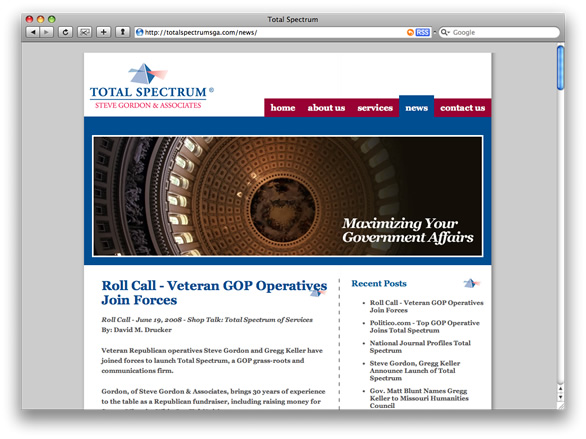 Total Spectrum
http://totalspectrumsga.com/news/
RSS
Google
TOTAL SPECTRUM®
STEVE GORDON & ASSOCIATES
home about us services news contact us
Maximizing Your
Government Affairs
Roll Call - Veteran GOP Operatives
Join Forces
Roll Call - June 19, 2008 - Shop Talk: Total Spectrum of Services
By: David M. Drucker
Veteran Republican operatives Steve Gordon and Gregg Keller have
joined forces to launch Total Spectrum, a GOP grass-roots and
communications firm.
Gordon, of Steve Gordon & Associates, brings 30 years of experience
to the table as a Republican fundraiser, including raising money for
Recent Posts
Roll Call - Veteran GOP Operatives
Join Forces
Politico.com - Top GOP Operative
Joins Total Spectrum
National Journal Profiles Total
Spectrum
Steve Gordon, Gregg Keller
Announce Launch of Total
Spectrum
Gov. Matt Blunt Names Gregg
Keller to Missouri Humanities
Council